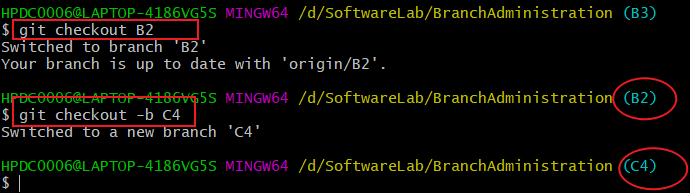 HPDC0006@LAPTOP-4186VG5S MINGW64 /d/SoftwareLab/BranchAdministration (B3)
$ git checkout B2
Switched to branch 'B2'
Your branch is up to date with 'origin/B2'.
HPDC0006@LAPTOP-4186VG5S MINGW64 /d/SoftwareLab/BranchAdministration (B2)
$ git checkout -b C4
Switched to a new branch 'C4'
HPDC0006@LAPTOP-4186VG5S MINGW64 /d/SoftwareLab/BranchAdministration (C4)
$